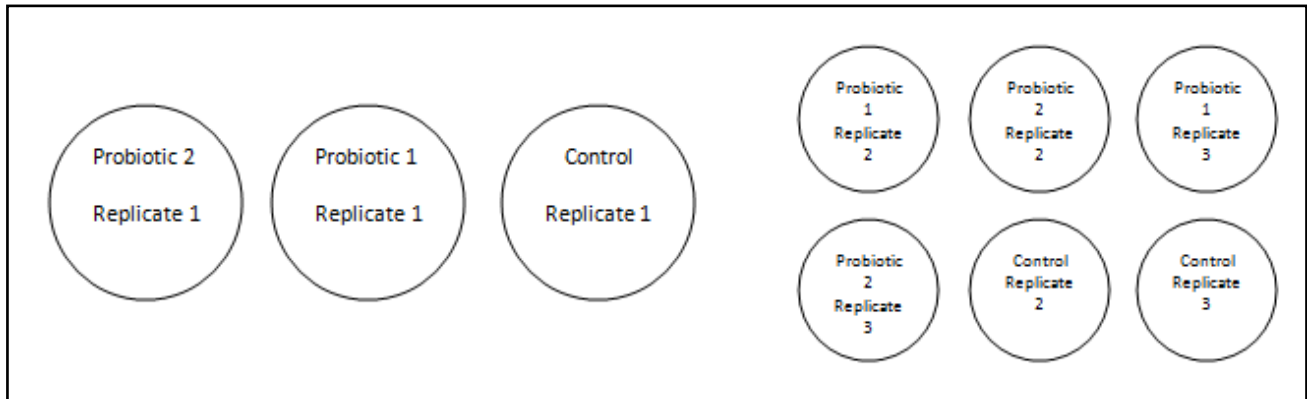 Probiotic 2
Replicate 1
Probiotic 1
Replicate 1
Control
Replicate 1
Probiotic
1
Replicate
2
Probiotic
2
Replicate
2
Probiotic
1
Replicate
3
Probiotic
2
Replicate
3
Control
Replicate
2
Control
Replicate
3